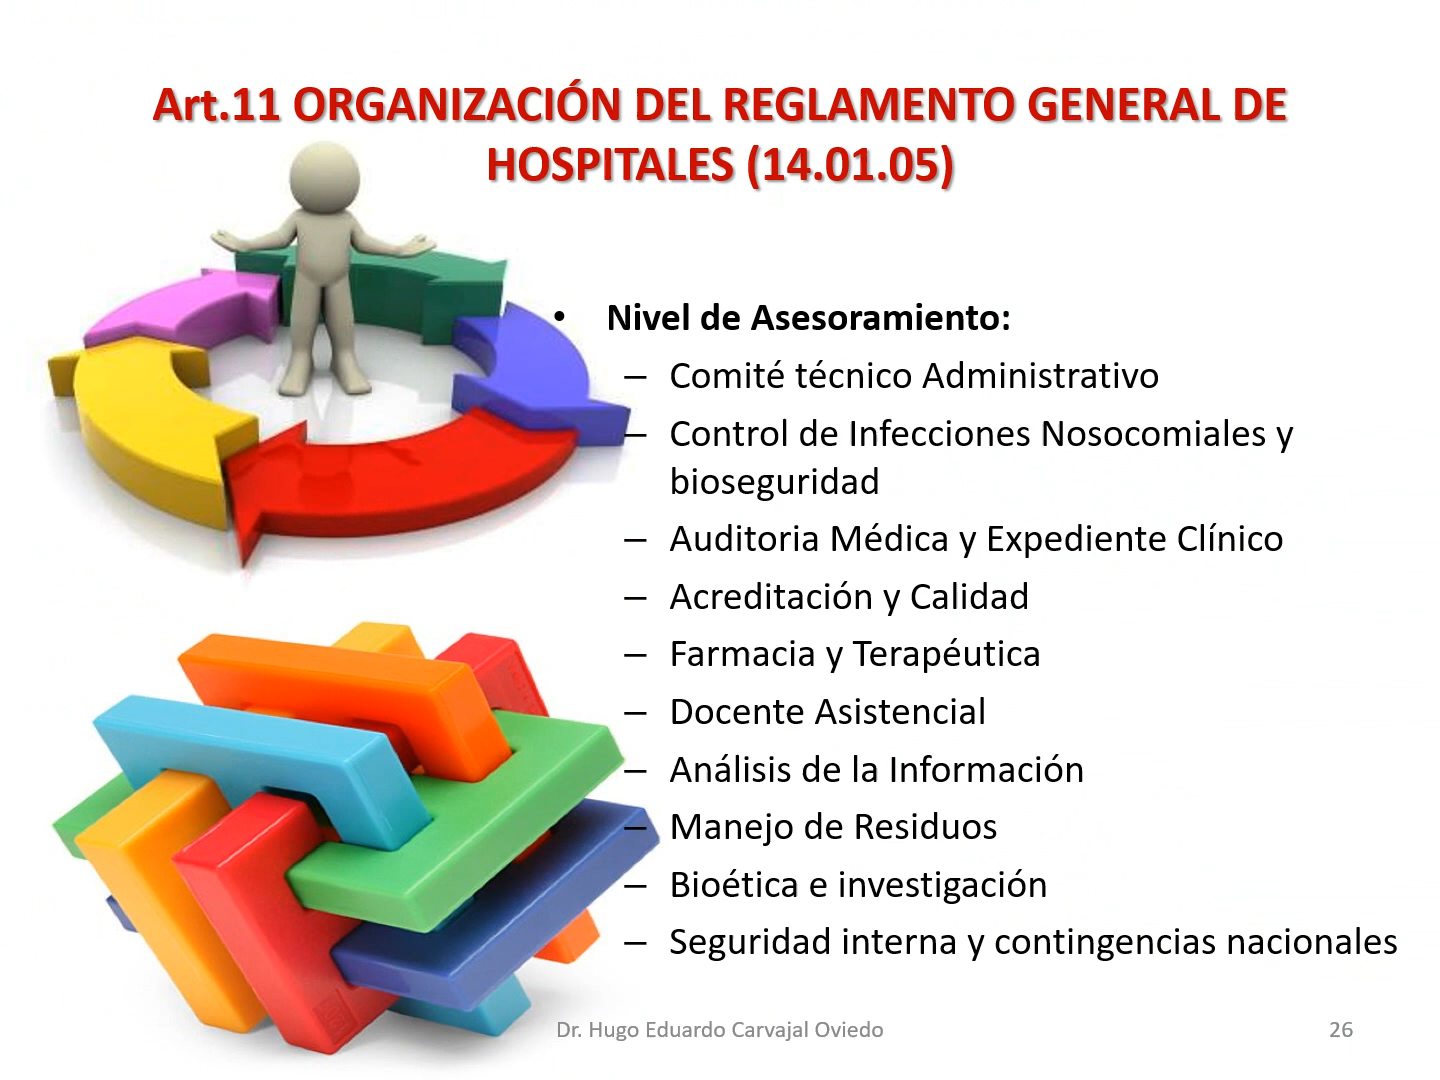 Art.11 ORGANIZACIÓN DEL REGLAMENTO GENERAL DE
HOSPITALES (14.01.05)
• Nivel de Asesoramiento:
– Comité técnico Administrativo
– Control de Infecciones Nosocomiales y
bioseguridad
– Auditoria Médica y Expediente Clínico
– Acreditación y Calidad
– Farmacia y Terapéutica
– Docente Asistencial
– Análisis de la Información
– Manejo de Residuos
– Bioética e investigación
– Seguridad interna y contingencias nacionales
Dr. Hugo Eduardo Carvajal Oviedo
26